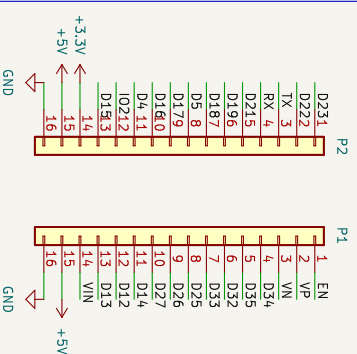 P2
D23 1
D22 2
TX 3
RX 4
D21 5
D19 6
D18 7
D5 8
D17 9
D16 10
D4 11
IO2 12
D15 13
+3.3V 14
+5V 15
GND 16
P1
1 EN
2 VP
3 VN
4 D34
5 D35
6 D32
7 D33
8 D25
9 D26
10 D27
11 D14
12 D12
13 D13
14 VIN
15 +5V
16 GND